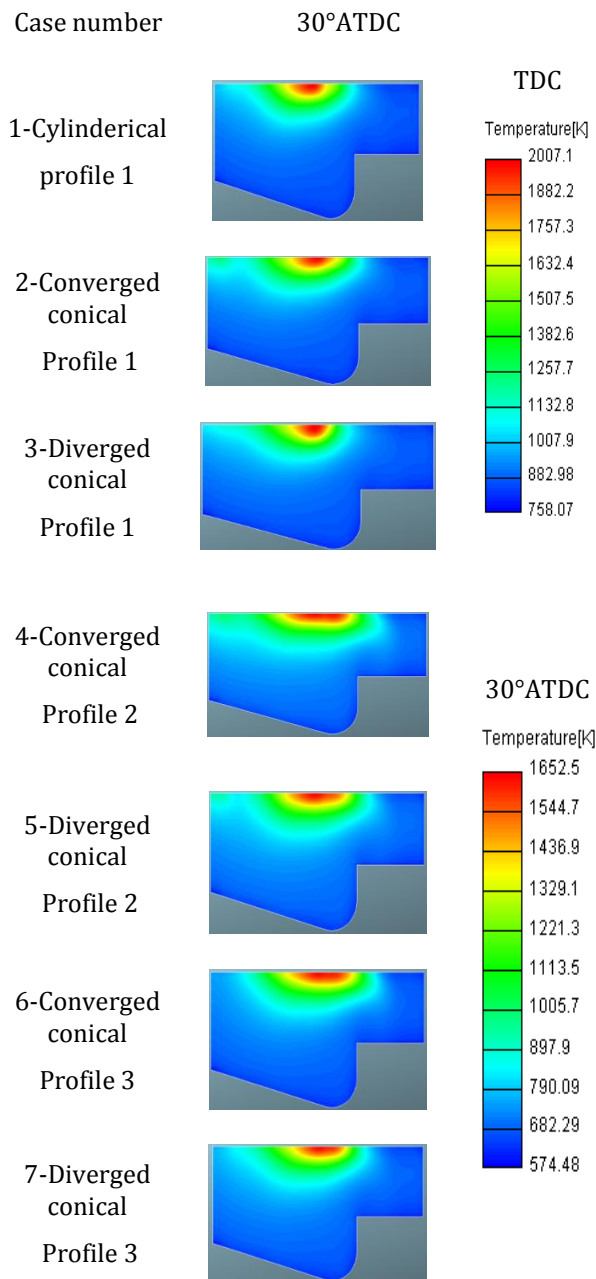 Case number
30°ATDC
1-Cylinderical
profile 1
2-Converged
conical
Profile 1
3-Diverged
conical
Profile 1
4-Converged
conical
Profile 2
5-Diverged
conical
Profile 2
6-Converged
conical
Profile 3
7-Diverged
conical
Profile 3
TDC
Temperature[K]
2007.1
1882.2
1757.3
1632.4
1507.5
1382.6
1257.7
1132.8
1007.9
882.98
758.07
30°ATDC
Temperature[K]
1652.5
1544.7
1436.9
1329.1
1221.3
1113.5
1005.7
897.9
790.09
682.29
574.48